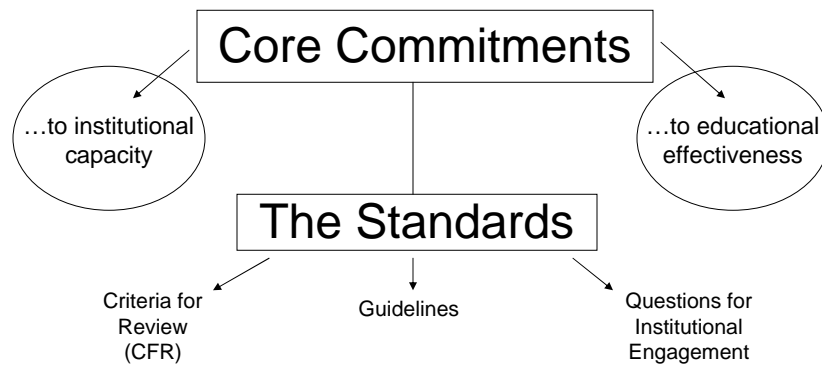 Core Commitments
…to institutional
capacity
…to educational
effectiveness
The Standards
Criteria for
Review
(CFR)
Guidelines
Questions for
Institutional
Engagement